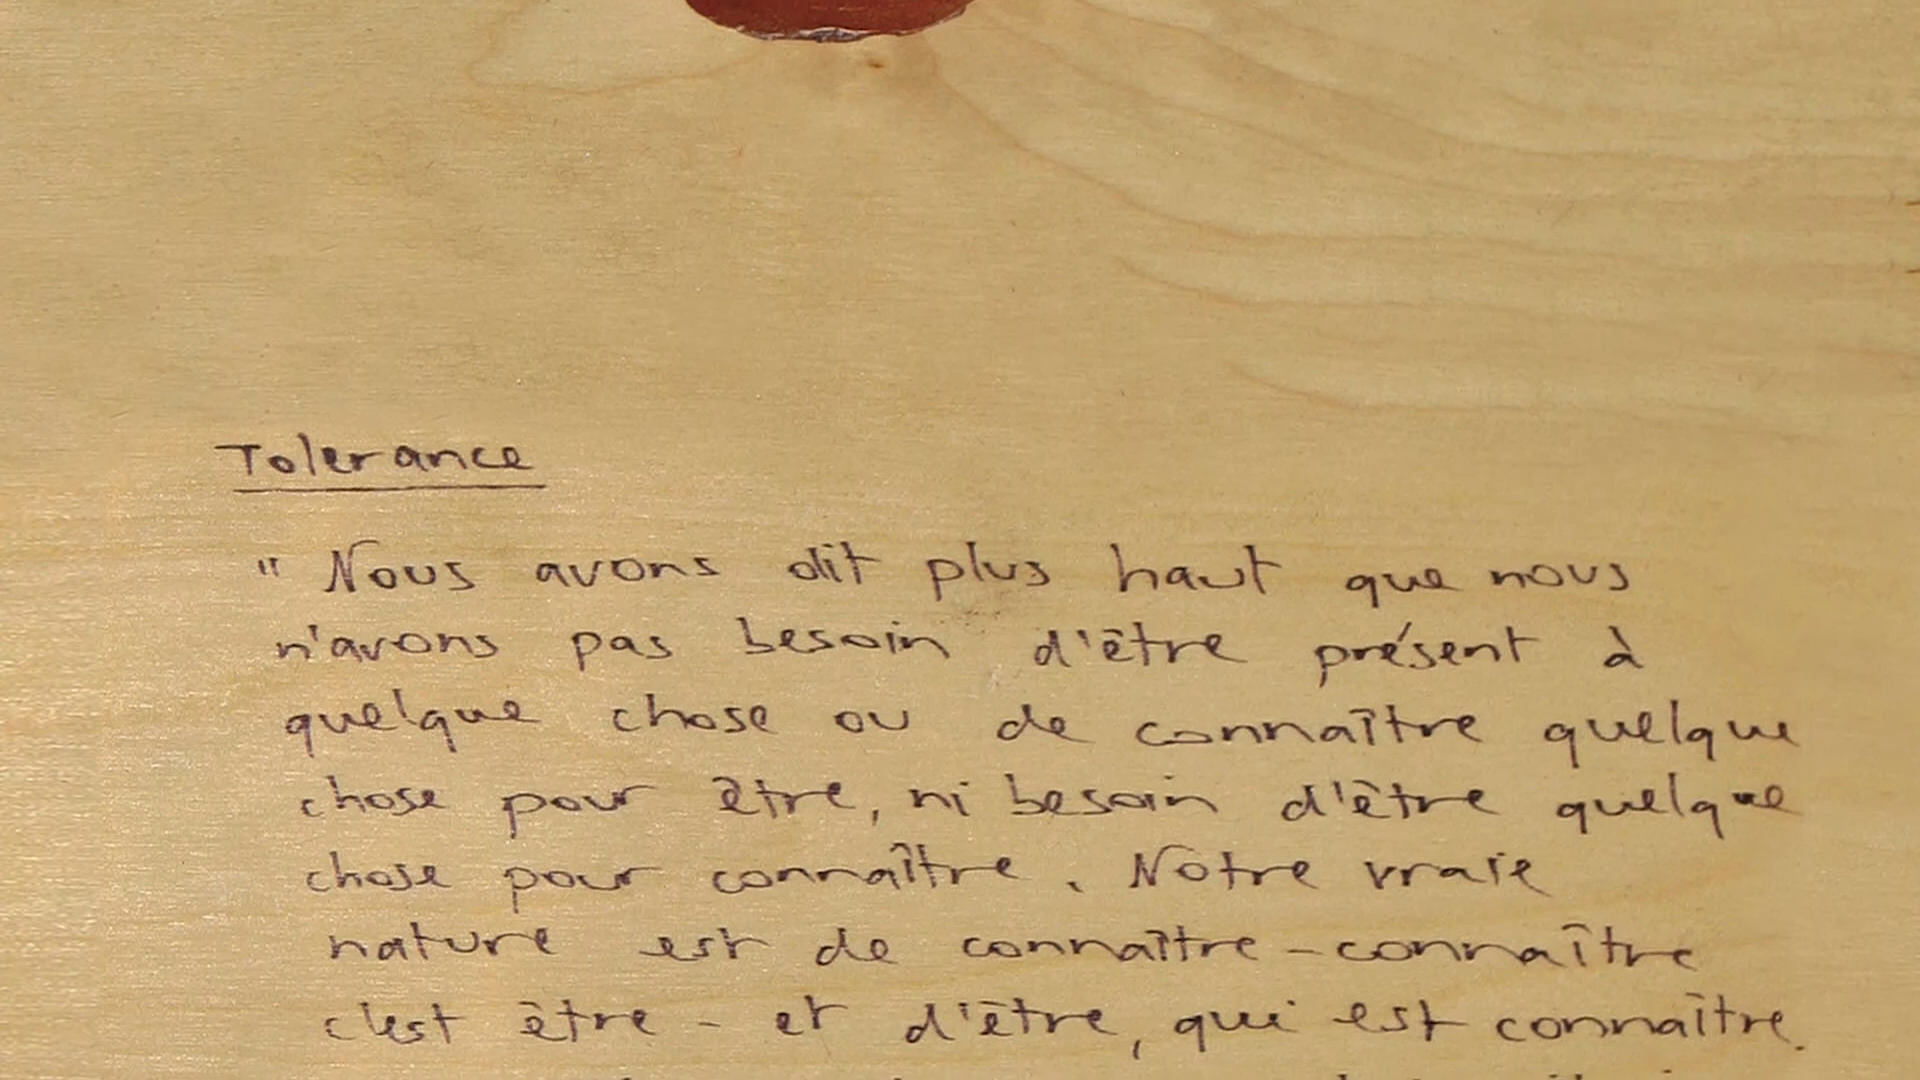 Tolerance
" Nous avons dit plus haut que nous
n'avons pas besoin d'être présent à
quelque chose ou de connaître quelque
chose pour être, ni besoin d'être quelque
chose pour connaître. Notre vraie
nature est de connaître - connaître
c'est être - et d'être, qui est connaître.